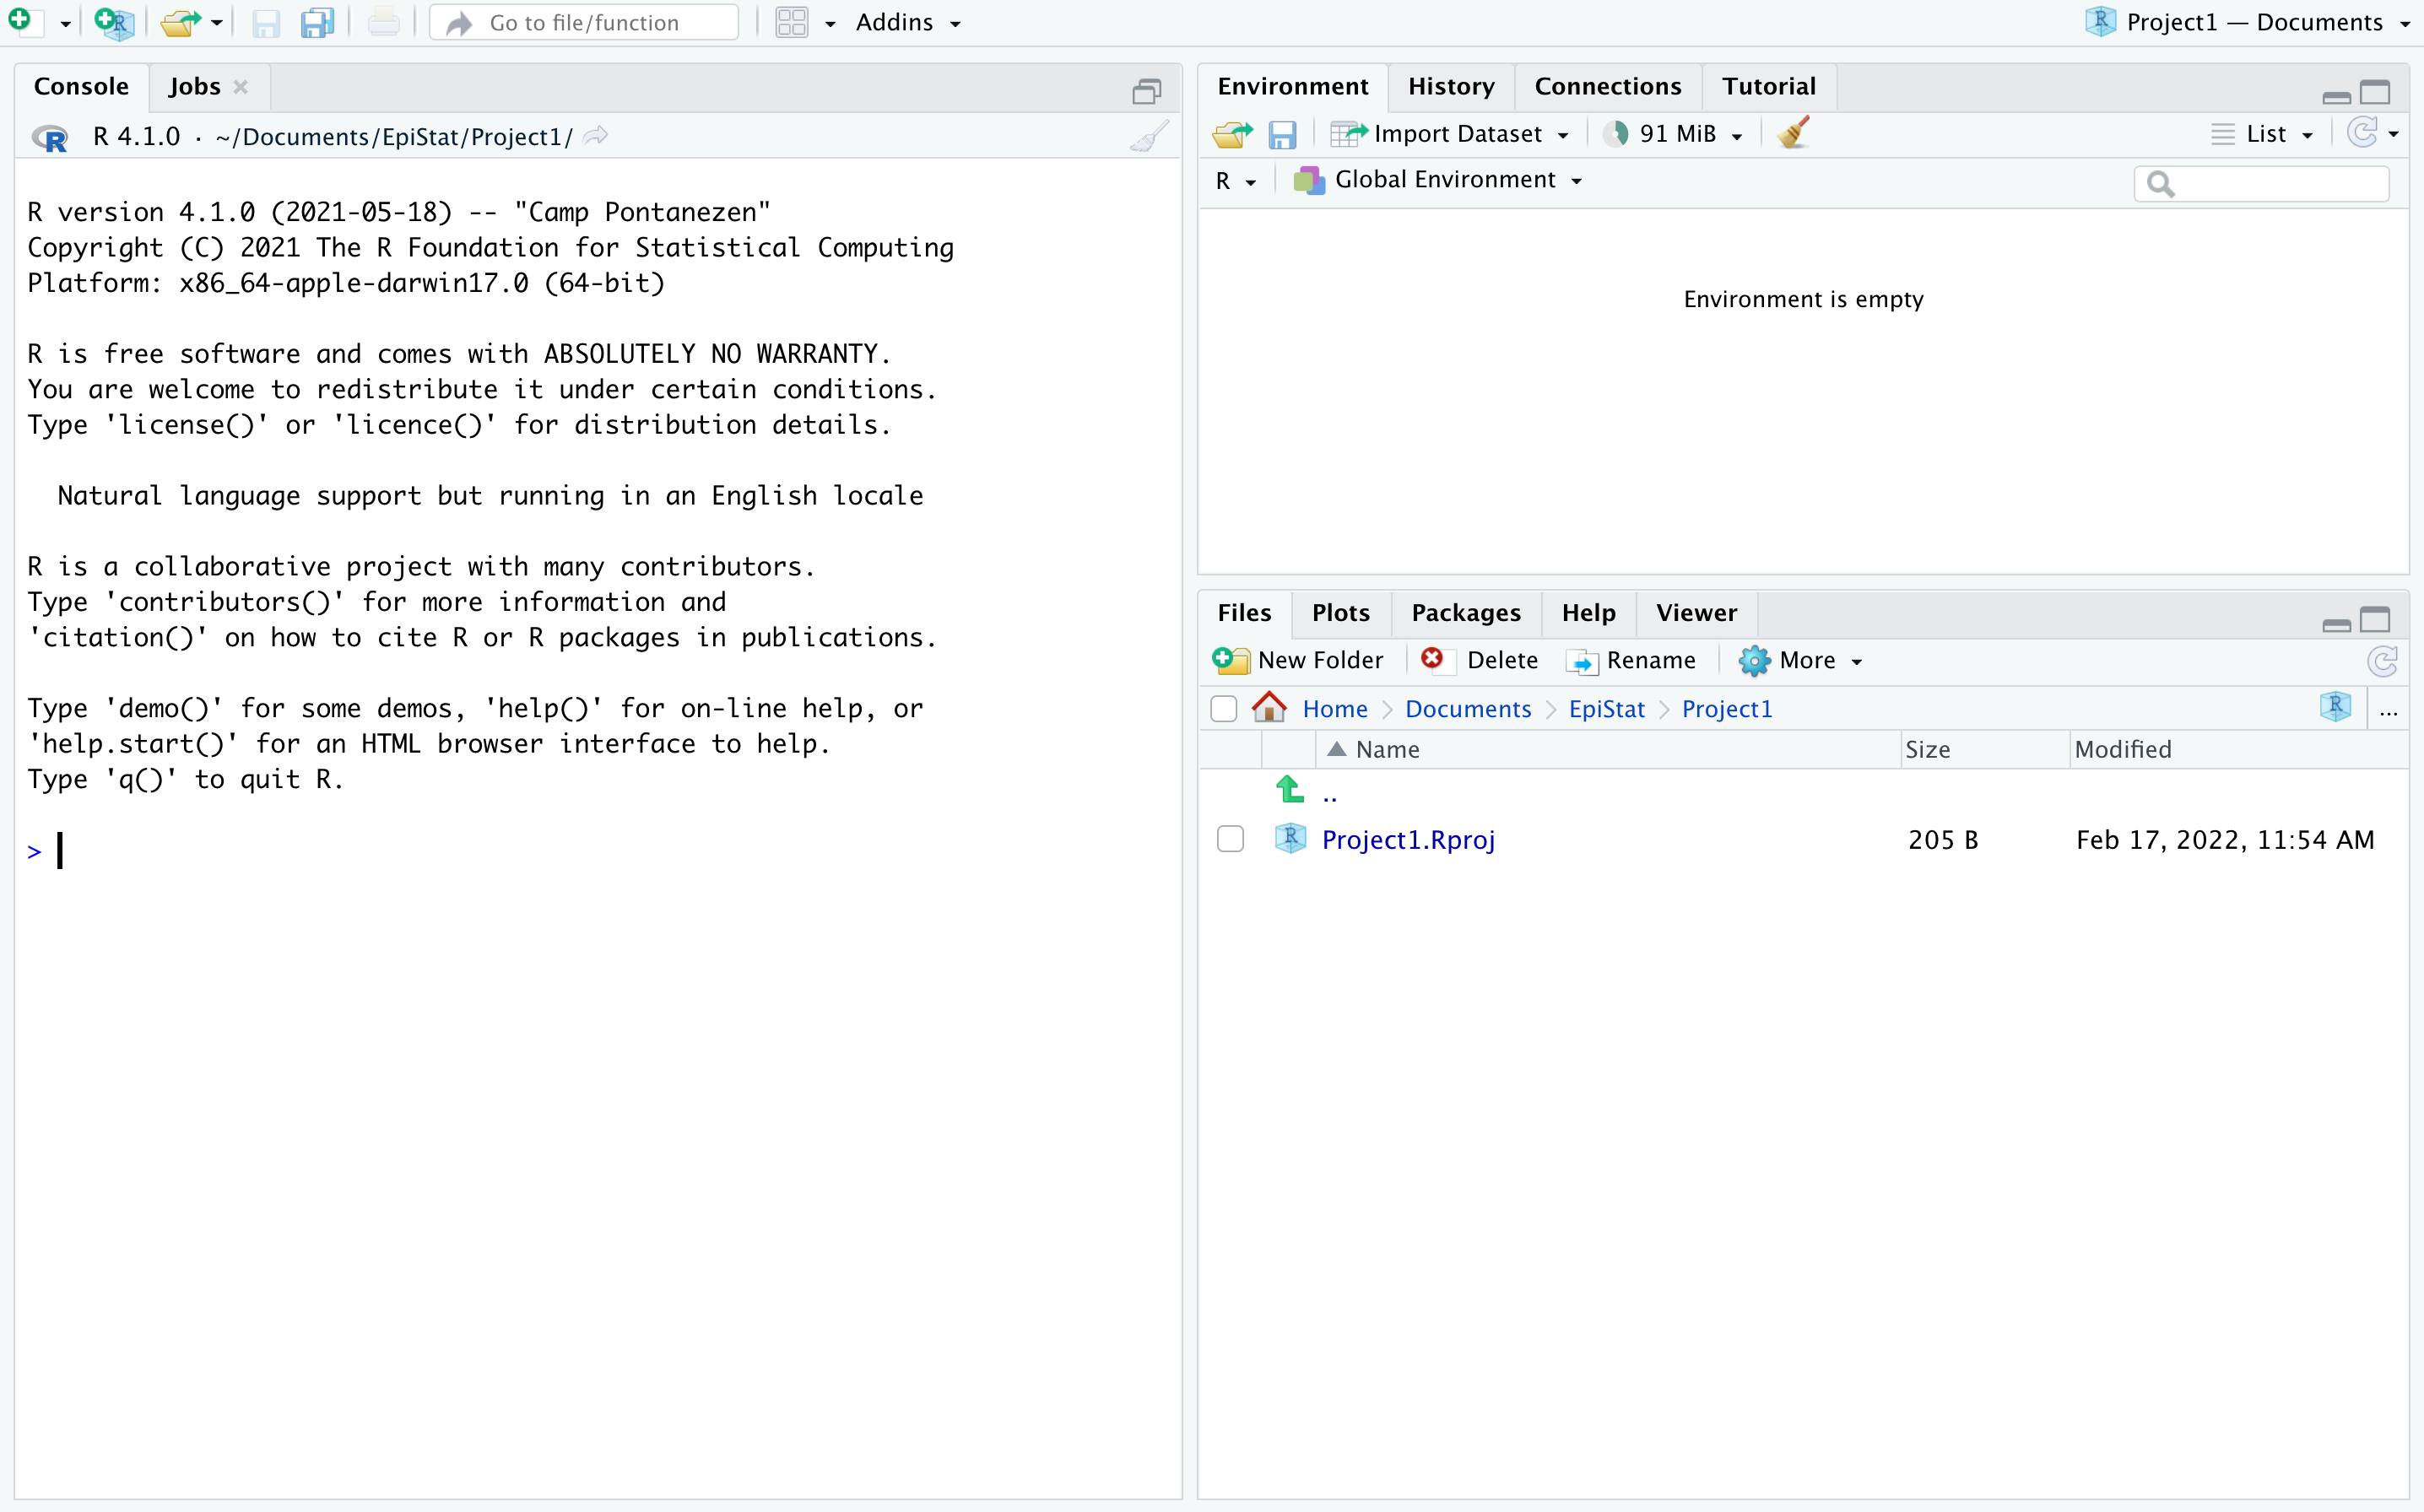 Go to file/function
Addins
Project1 — Documents
Console
Jobs
R 4.1.0 · ~/Documents/EpiStat/Project1/
R version 4.1.0 (2021-05-18) -- "Camp Pontanezen"
Copyright (C) 2021 The R Foundation for Statistical Computing
Platform: x86_64-apple-darwin17.0 (64-bit)
R is free software and comes with ABSOLUTELY NO WARRANTY.
You are welcome to redistribute it under certain conditions.
Type 'license()' or 'licence()' for distribution details.
Natural language support but running in an English locale
R is a collaborative project with many contributors.
Type 'contributors()' for more information and
'citation()' on how to cite R or R packages in publications.
Type 'demo()' for some demos, 'help()' for on-line help, or
'help.start()' for an HTML browser interface to help.
Type 'q()' to quit R.
>
Environment History Connections Tutorial
Import Dataset 91 MiB List
R Global Environment
Environment is empty
Files Plots Packages Help Viewer
New Folder Delete Rename More
Home Documents EpiStat Project1 ...
Name Size Modified
..
Project1.Rproj 205 B Feb 17, 2022, 11:54 AM